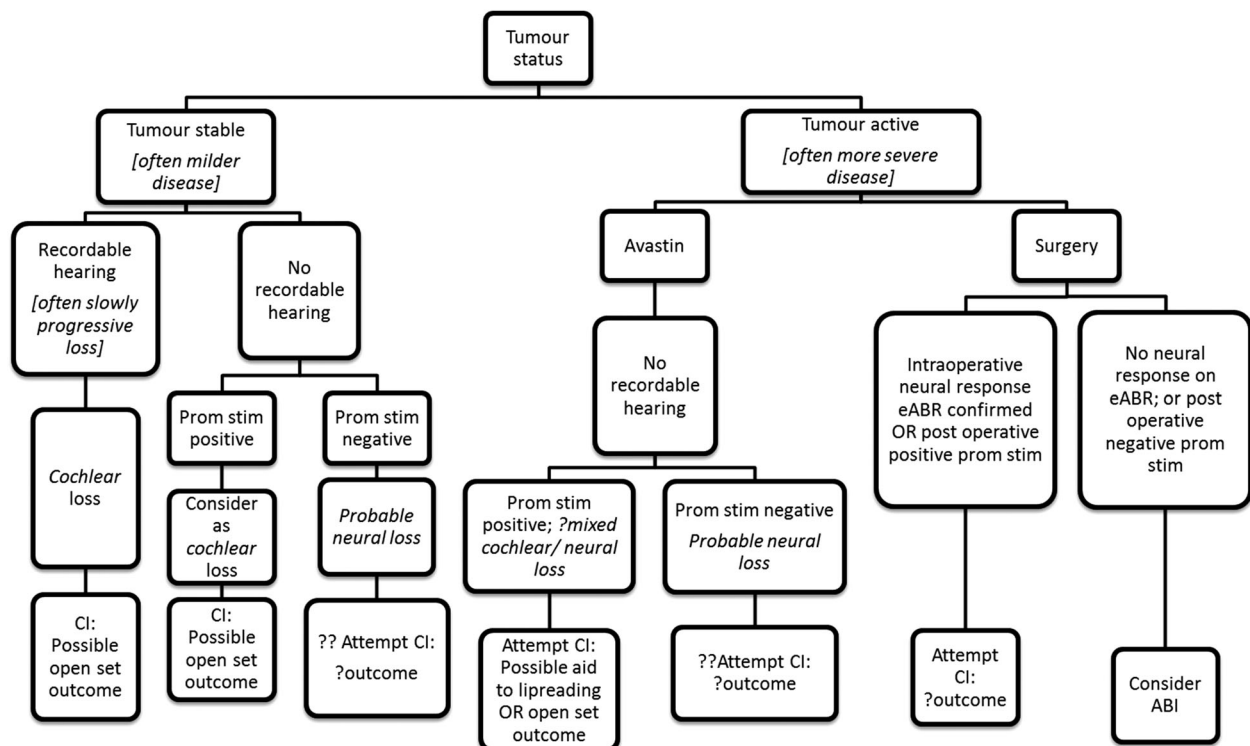 Tumour
status
Tumour stable
[often milder
disease]
Tumour active
[often more severe
disease]
Recordable
hearing
[often slowly
progressive
loss]
No
recordable
hearing
Avastin
Surgery
No
recordable
hearing
Intraoperative
neural response
eABR confirmed
OR post operative
positive prom stim
No neural
response on
eABR; or post
operative
negative prom
stim
Prom stim
positive
Prom stim
negative
Cochlear
loss
Consider
as
cochlear
loss
Probable
neural loss
Prom stim
positive; ?mixed
cochlear/ neural
loss
Prom stim negative
Probable neural
loss
CI:
Possible
open set
outcome
CI:
Possible
open set
outcome
?? Attempt CI:
?outcome
Attempt CI:
Possible aid
to lipreading
OR open set
outcome
??Attempt CI:
?outcome
Attempt
CI:
?outcome
Consider
ABI